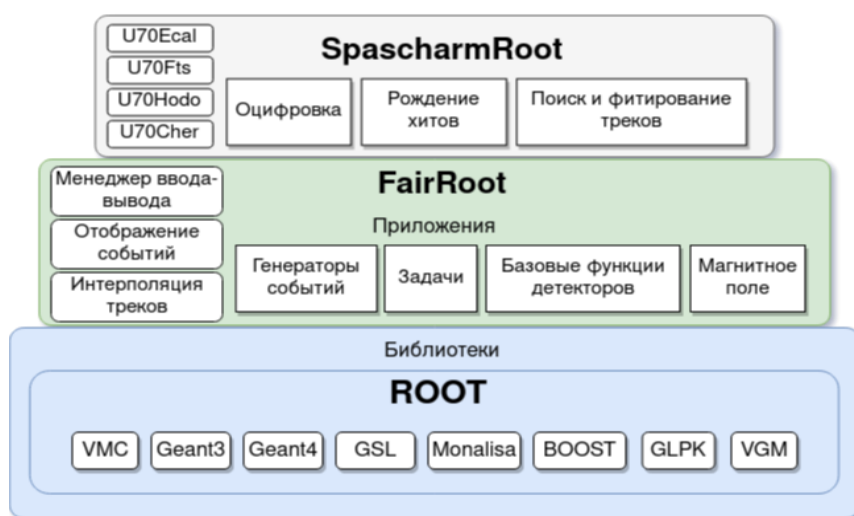 U70Ecal
U70Fts
U70Hodo
U70Cher
SpascharmRoot
Оцифровка
Рождение
хитов
Поиск и фитирование
треков
Менеджер ввода-
вывода
Отображение
событий
Интерполяция
треков
FairRoot
Приложения
Генераторы
событий
Задачи
Базовые функции
детекторов
Магнитное
поле
Библиотеки
ROOT
VMC
Geant3
Geant4
GSL
Monalisa
BOOST
GLPK
VGM